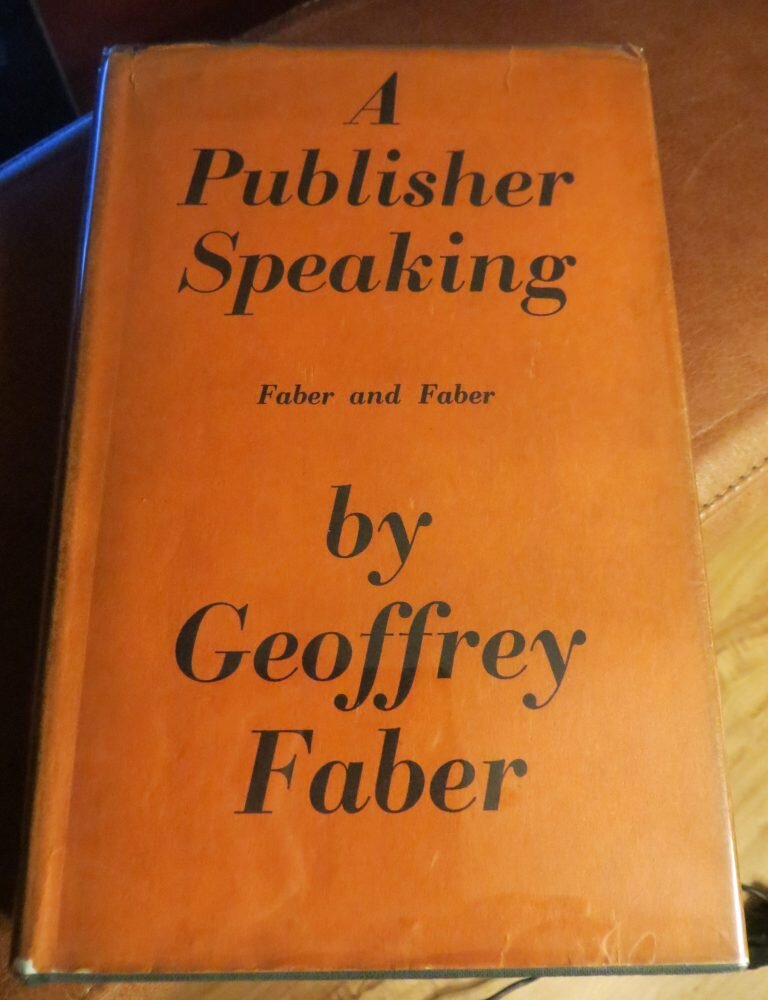 A
Publisher
Speaking
Faber and Faber
by
Geoffrey
Faber